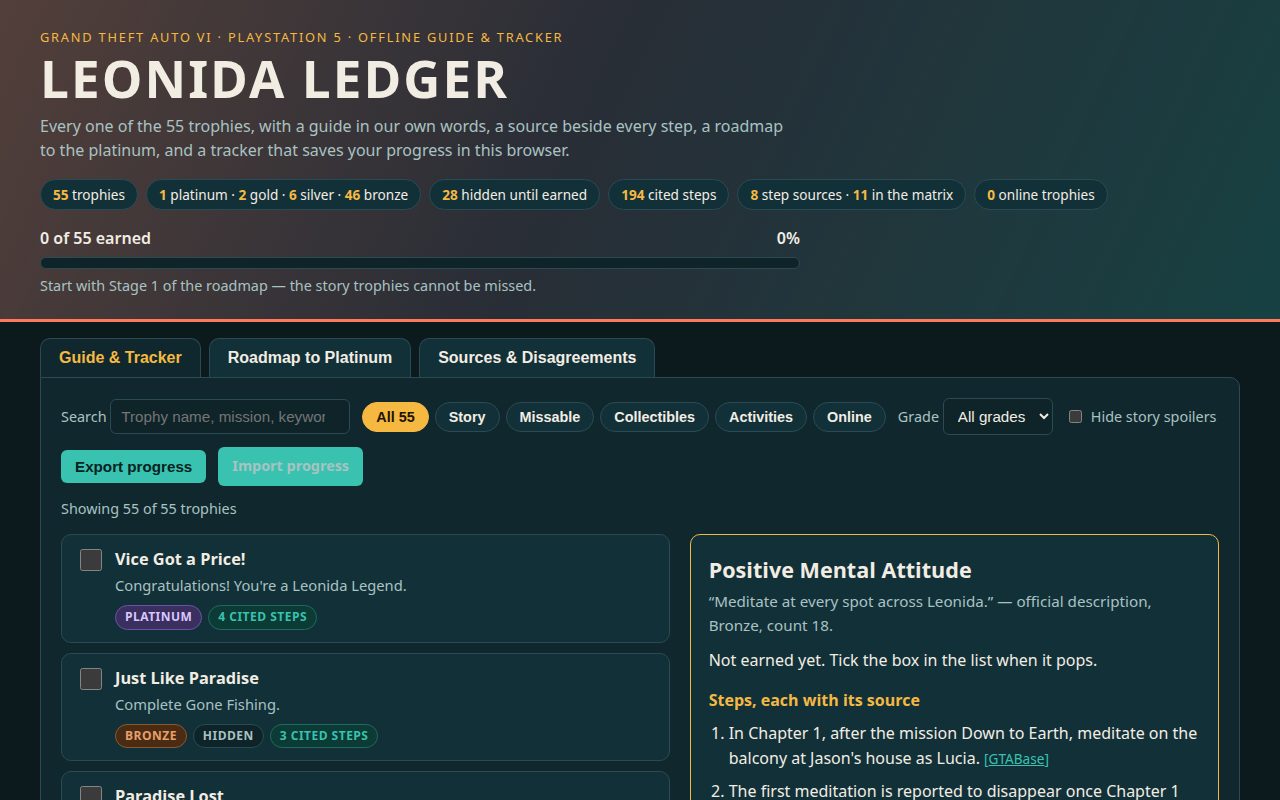 GRAND THEFT AUTO VI · PLAYSTATION 5 · OFFLINE GUIDE & TRACKER
LEONIDA LEDGER
Every one of the 55 trophies, with a guide in our own words, a source beside every step, a roadmap
to the platinum, and a tracker that saves your progress in this browser.
55 trophies
1 platinum · 2 gold · 6 silver · 46 bronze
28 hidden until earned
194 cited steps
8 step sources · 11 in the matrix
0 online trophies
0 of 55 earned
0%
Start with Stage 1 of the roadmap — the story trophies cannot be missed.
Guide & Tracker
Roadmap to Platinum
Sources & Disagreements
Search
Trophy name, mission, keywor
All 55
Story
Missable
Collectibles
Activities
Online
Grade
All grades
Hide story spoilers
Export progress
Import progress
Showing 55 of 55 trophies
Vice Got a Price!
Congratulations! You're a Leonida Legend.
PLATINUM
4 CITED STEPS
Just Like Paradise
Complete Gone Fishing.
BRONZE
HIDDEN
3 CITED STEPS
Paradise Lost
Positive Mental Attitude
“Meditate at every spot across Leonida.” — official description,
Bronze, count 18.
Not earned yet. Tick the box in the list when it pops.
Steps, each with its source
1. In Chapter 1, after the mission Down to Earth, meditate on the
balcony at Jason's house as Lucia. [GTABase]
2. The first meditation is reported to disappear once Chapter 1